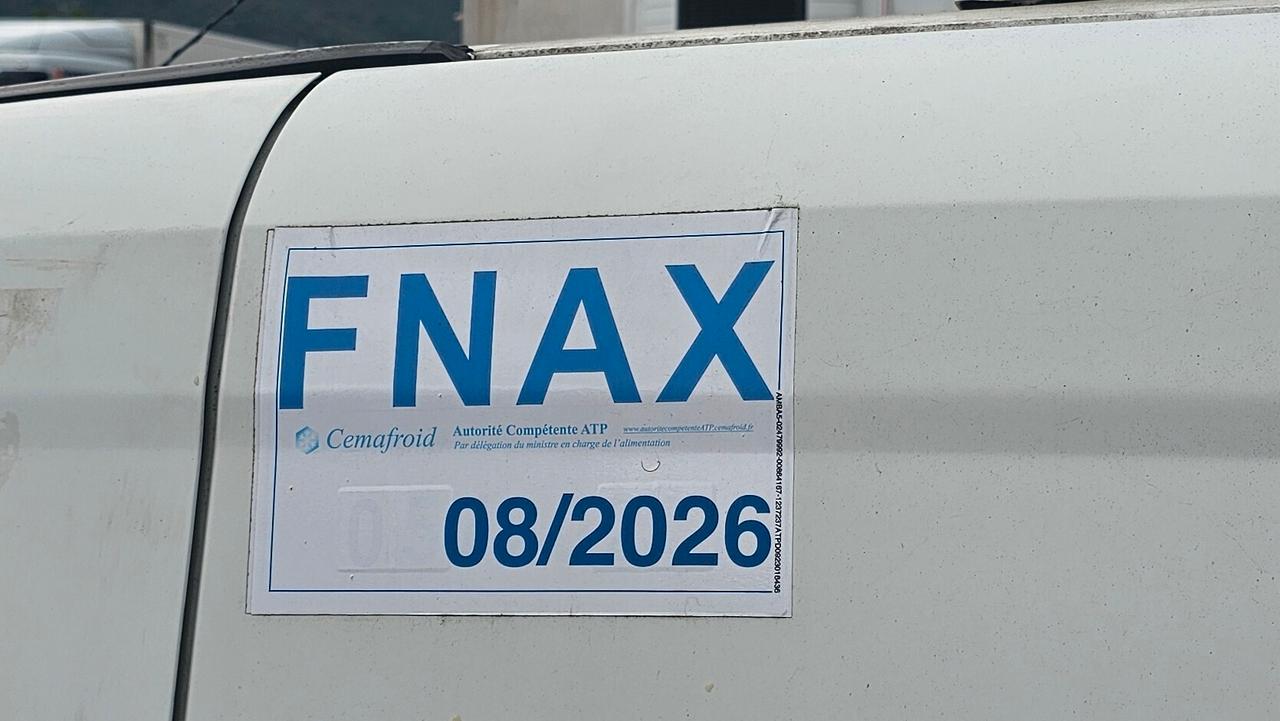 FNAX
Cemafroid
Autorité Compétente ATP
www.autoritecompetenteATP.cemafroid.fr
Par délégation du ministre en charge de l'alimentation
08/2026